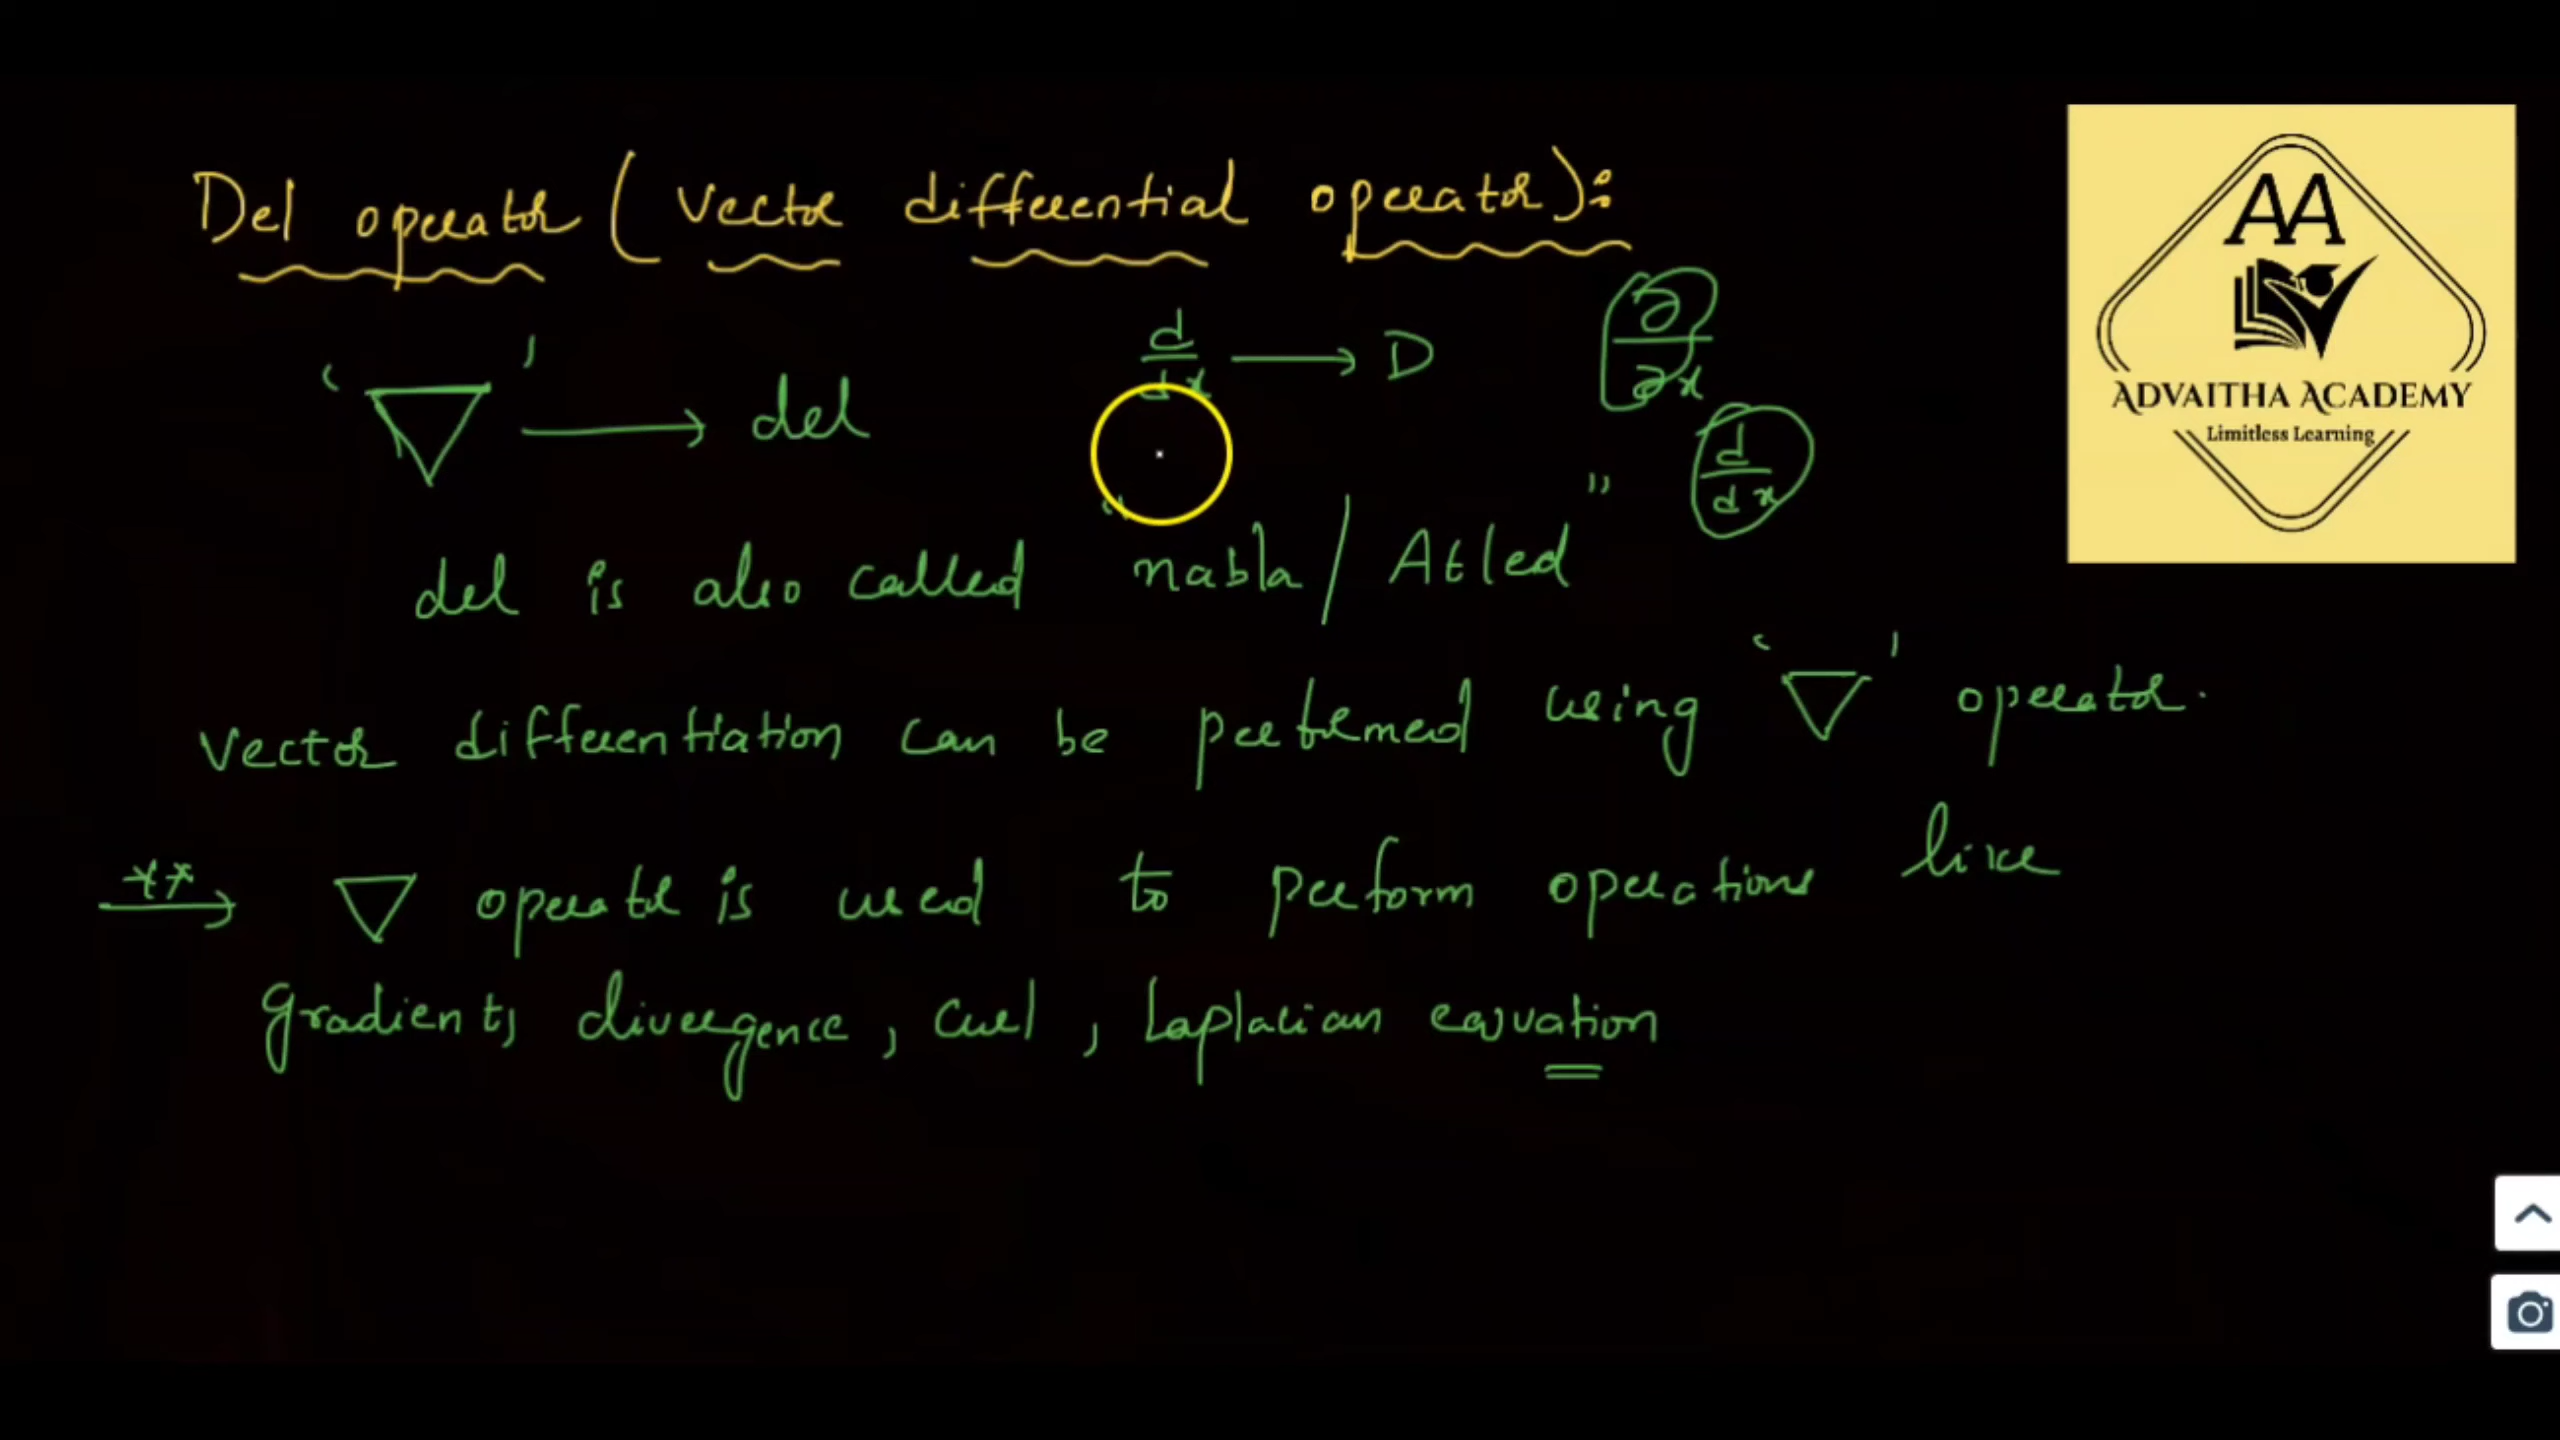 Del operator (Vector differential operator):
'▽' → del
d/dx → D
∂/∂x
d/dx
del is also called "nabla / Atled"
Vector differentiation can be performed using '▽' operator.
**→ ▽ operator is used to perform operations like
gradient, divergence, curl, Laplacian equation
AA
ADVAITHA ACADEMY
Limitless Learning